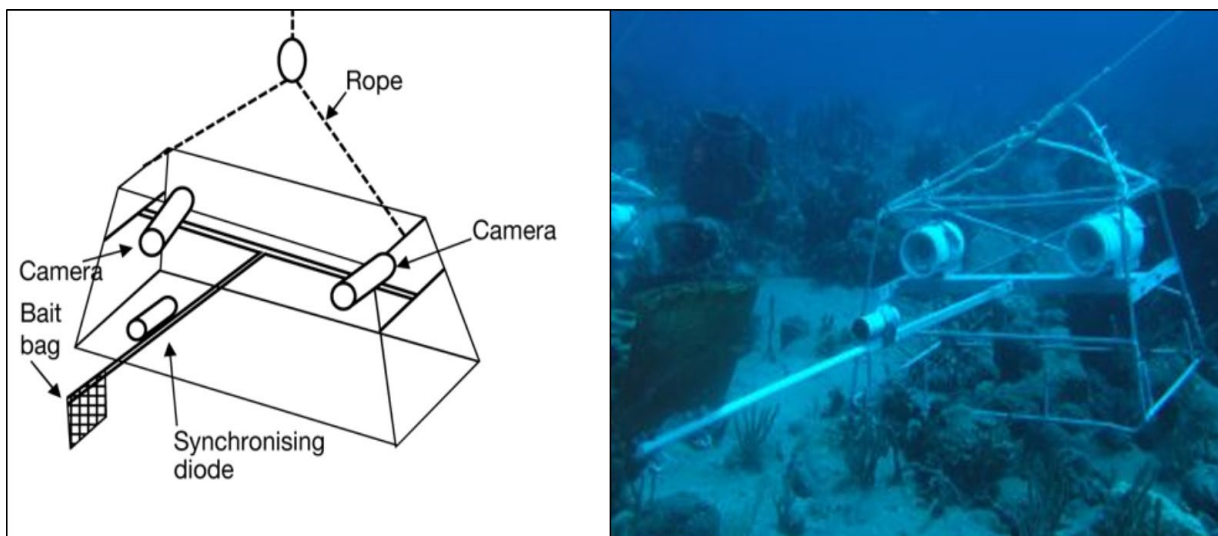 Rope
Camera
Camera
Bait
bag
Synchronising
diode